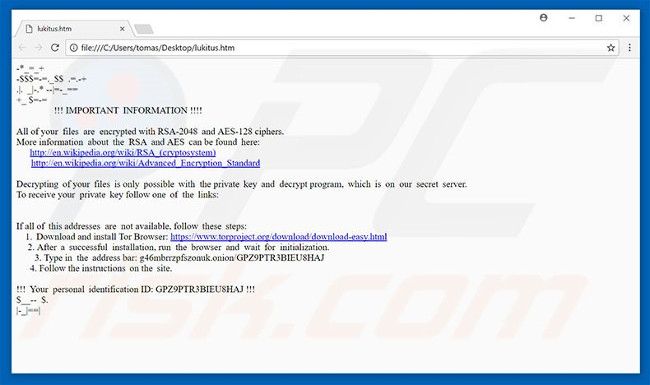 lukitus.htm
file:///C:/Users/tomas/Desktop/lukitus.htm
-*_=_+
-$$$=-=._$$ .=.-+
.|. _|-.* --|=-_==
+_ $=-=
!!! IMPORTANT INFORMATION !!!!
All of your files are encrypted with RSA-2048 and AES-128 ciphers.
More information about the RSA and AES can be found here:
http://en.wikipedia.org/wiki/RSA_(cryptosystem)
http://en.wikipedia.org/wiki/Advanced_Encryption_Standard
Decrypting of your files is only possible with the private key and decrypt program, which is on our secret server.
To receive your private key follow one of the links:
If all of this addresses are not available, follow these steps:
1. Download and install Tor Browser: https://www.torproject.org/download/download-easy.html
2. After a successful installation, run the browser and wait for initialization.
3. Type in the address bar: g46mbrrzpfszonuk.onion/GPZ9PTR3BIEU8HAJ
4. Follow the instructions on the site.
!!! Your personal identification ID: GPZ9PTR3BIEU8HAJ !!!
$__-- $.
|-_|==|
PC
risk.com